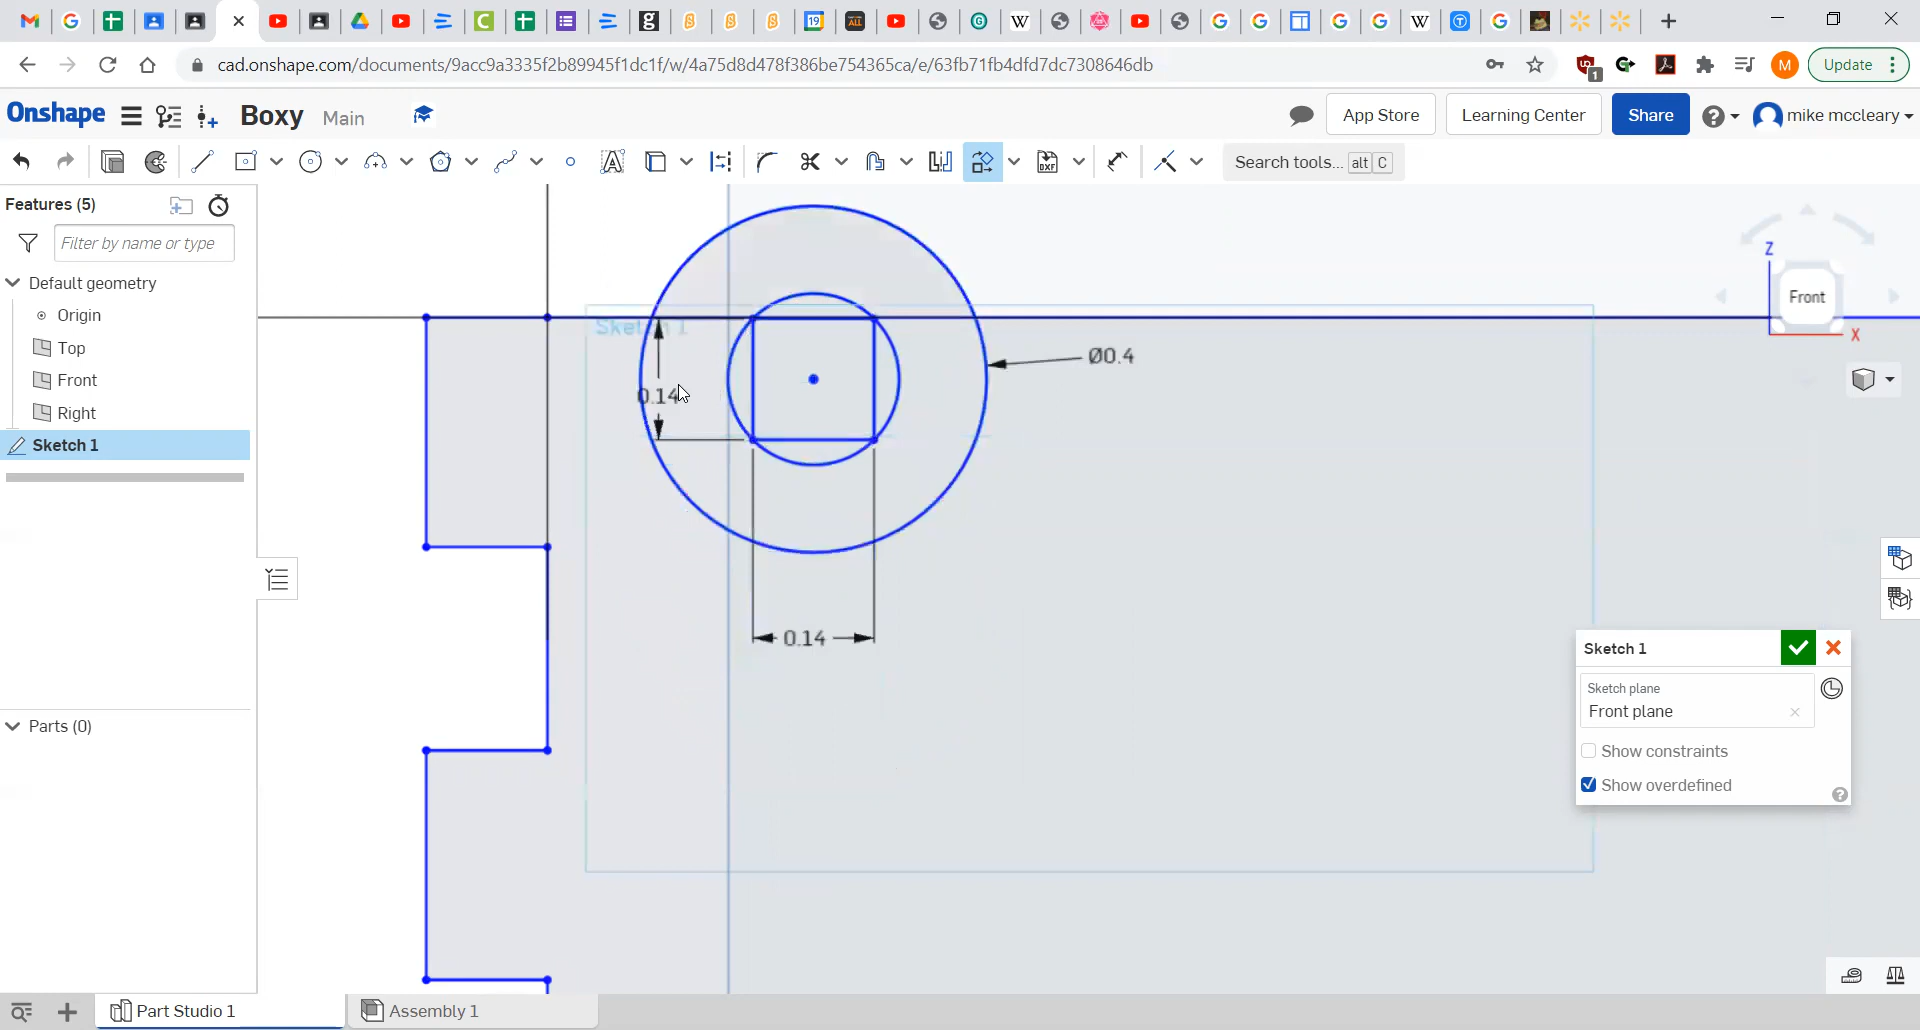 cad.onshape.com/documents/9acc9a3335f2b89945f1dc1f/w/4a75d8d478f386be754365ca/e/63fb71fb4dfd7dc7308646db
1
M
Update
Onshape
Boxy Main
App Store
Learning Center
Share
mike mccleary
Search tools... alt C
Features (5)
Filter by name or type
Default geometry
Origin
Top
Front
Right
Sketch 1
Parts (0)
Sketch 1
0.14
Ø0.4
0.14
Z
Front
X
Sketch 1
Sketch plane
Front plane
Show constraints
Show overdefined
Part Studio 1
Assembly 1